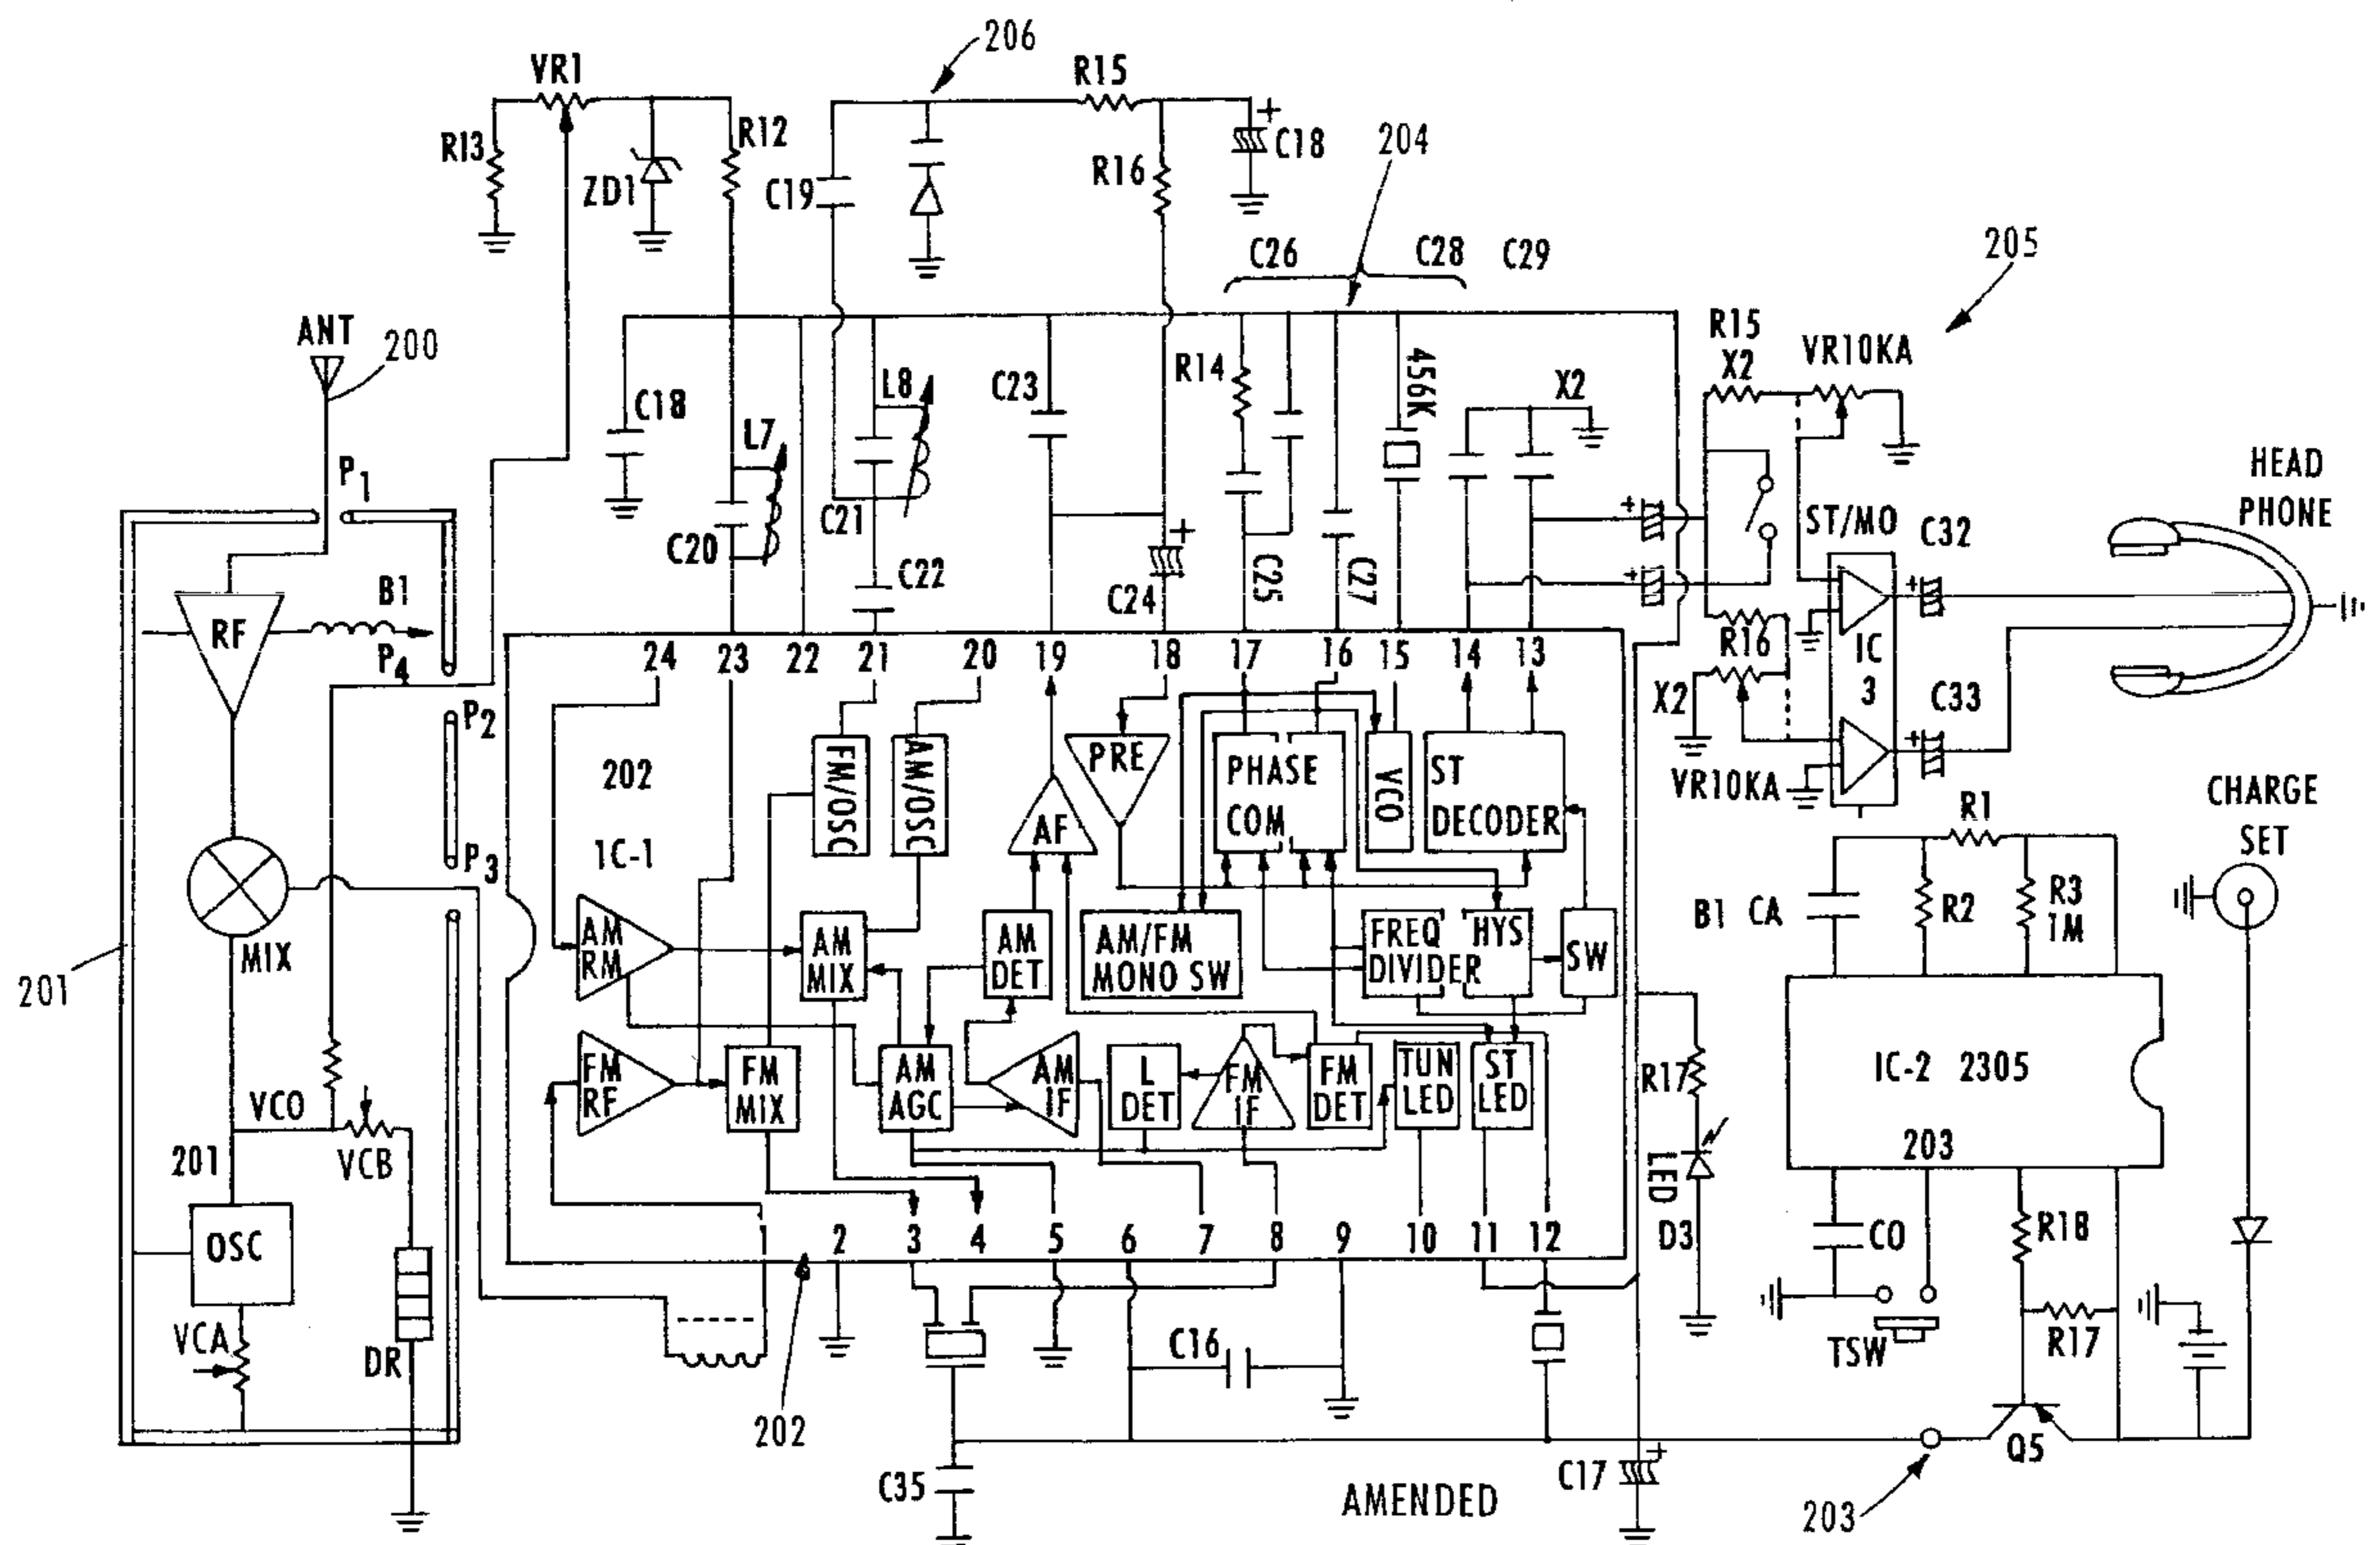 206
VR1
R15
R13
ZD1
R12
C19
R16
+
C18
204
C26
C28
C29
205
ANT
200
R15
X2
VR10KA
C18
L7
L8
C23
R14
456K
X2
P1
C20
C21
C22
C24
+
C25
C27
+
+
ST/MO
C32
HEAD
PHONE
RF
B1
P4
P2
P3
24
23
22
21
20
19
18
17
16
15
14
13
R16
X2
VR10KA
IC
3
+
+
C33
202
1C-1
FM/OSC
AM/OSC
AF
PRE
PHASE
COM
VCO
ST
DECODER
CHARGE
SET
R1
MIX
201
AM
RM
AM
MIX
AM
DET
AM/FM
MONO SW
FREQ
DIVIDER
HYS
SW
B1 CA
R2
R3
1M
FM
RF
FM
MIX
AM
AGC
AM
IF
L
DET
FM
IF
FM
DET
TUN
LED
ST
LED
R17
LED
D3
IC-2 2305
203
VCO
201
VCB
OSC
VCA
DR
1
2
3
4
5
6
7
8
9
10
11
12
CO
R18
TSW
R17
202
C16
C35
AMENDED
C17
+
Q5
203